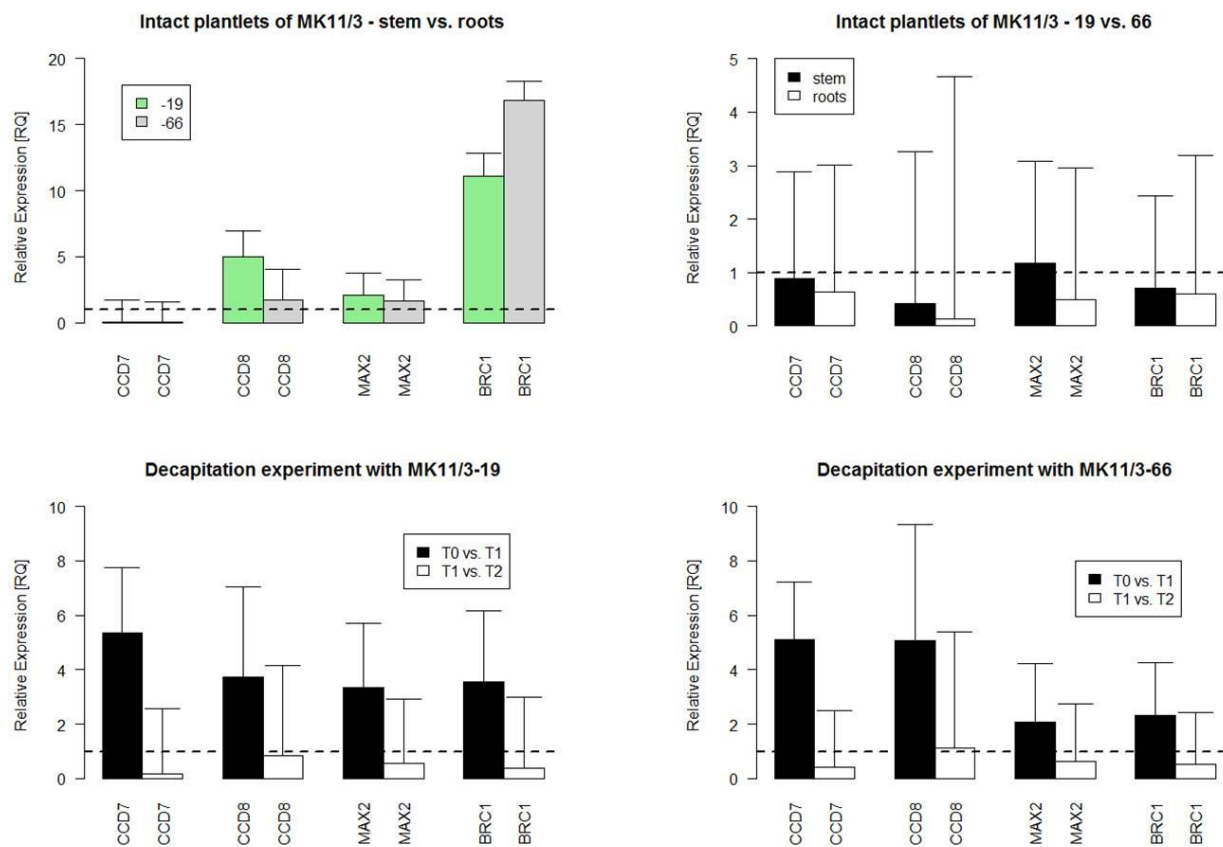 Intact plantlets of MK11/3 - stem vs. roots
Relative Expression [RQ]
20
15
10
5
0
-19
-66
CCD7
CCD7
CCD8
CCD8
MAX2
MAX2
BRC1
BRC1
Intact plantlets of MK11/3 - 19 vs. 66
Relative Expression [RQ]
5
4
3
2
1
0
stem
roots
CCD7
CCD7
CCD8
CCD8
MAX2
MAX2
BRC1
BRC1
Decapitation experiment with MK11/3-19
Relative Expression [RQ]
10
8
6
4
2
0
T0 vs. T1
T1 vs. T2
CCD7
CCD7
CCD8
CCD8
MAX2
MAX2
BRC1
BRC1
Decapitation experiment with MK11/3-66
Relative Expression [RQ]
10
8
6
4
2
0
T0 vs. T1
T1 vs. T2
CCD7
CCD7
CCD8
CCD8
MAX2
MAX2
BRC1
BRC1